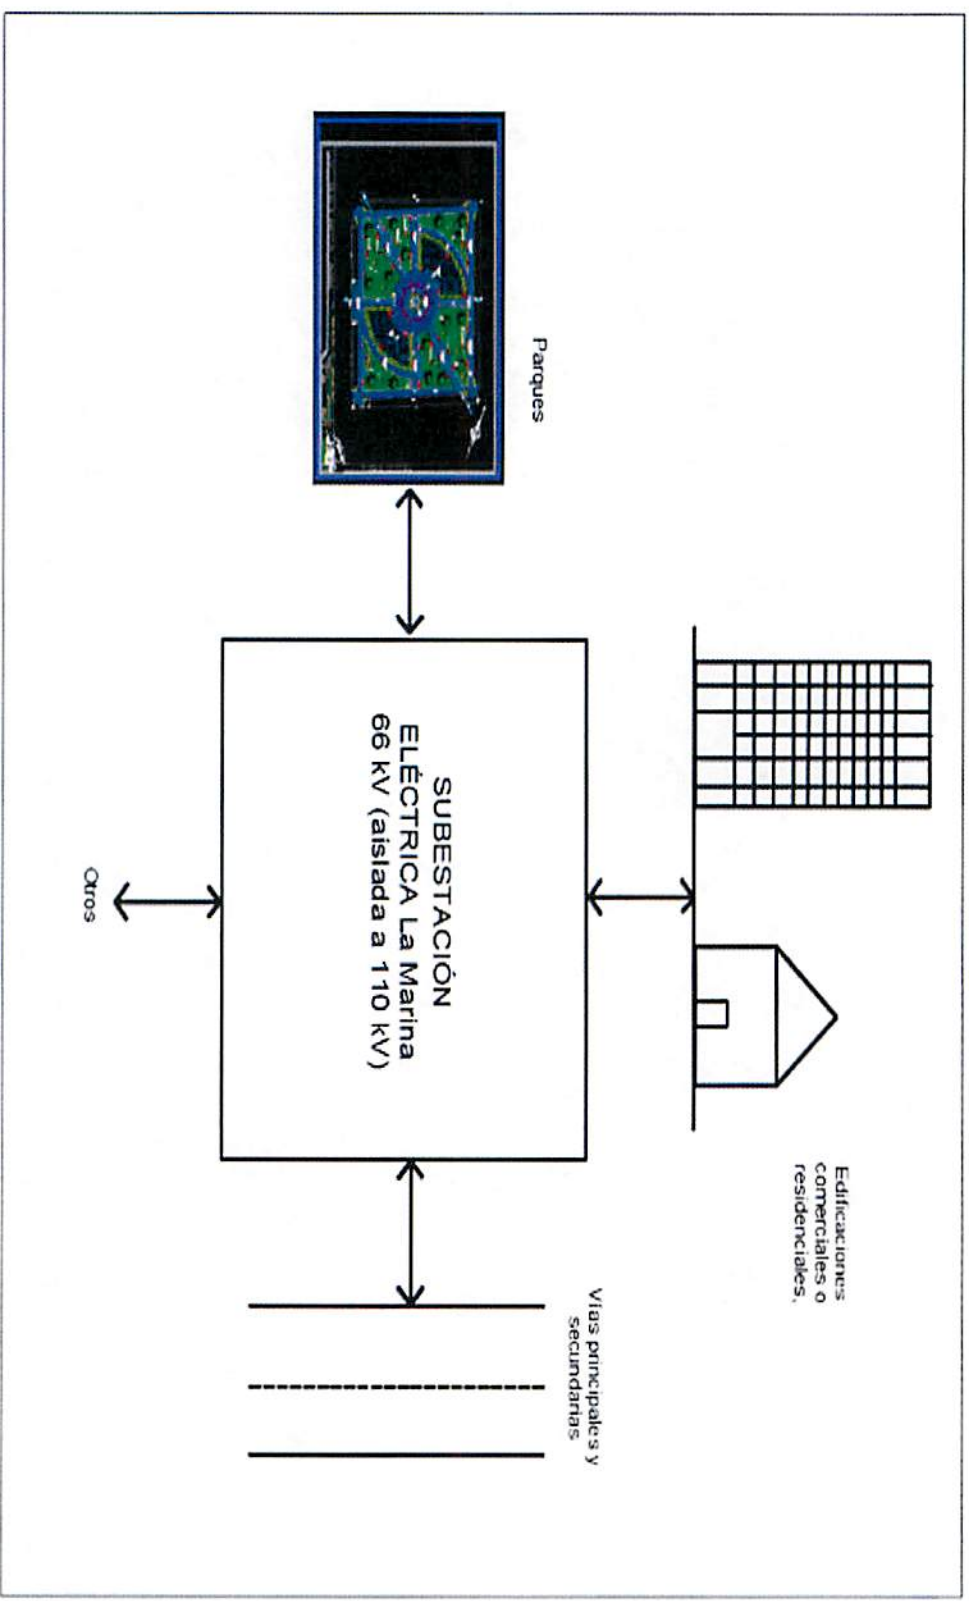 Edificaciones
comerciales o
residenciales,
Parques
SUBESTACIÓN
ELÉCTRICA La Marina
66 kV (aislada a 110 kV)
Vías principales y
secundarias
Otros